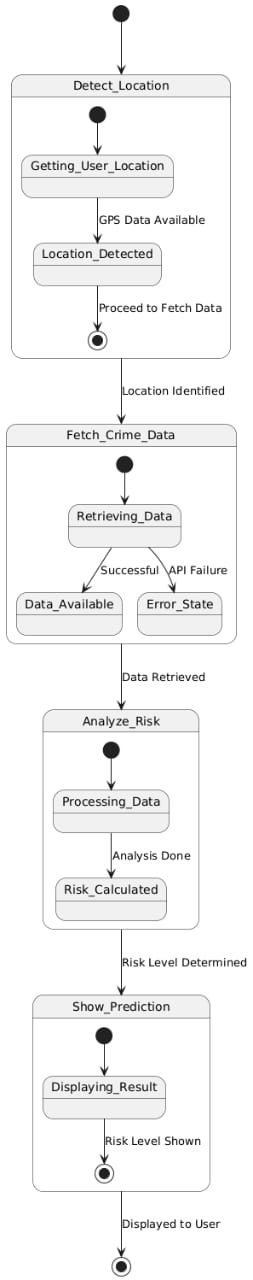 Detect_Location
Getting_User_Location
GPS Data Available
Location_Detected
Proceed to Fetch Data
Location Identified
Fetch_Crime_Data
Retrieving_Data
Successful
API Failure
Data_Available
Error_State
Data Retrieved
Analyze_Risk
Processing_Data
Analysis Done
Risk_Calculated
Risk Level Determined
Show_Prediction
Displaying_Result
Risk Level Shown
Displayed to User